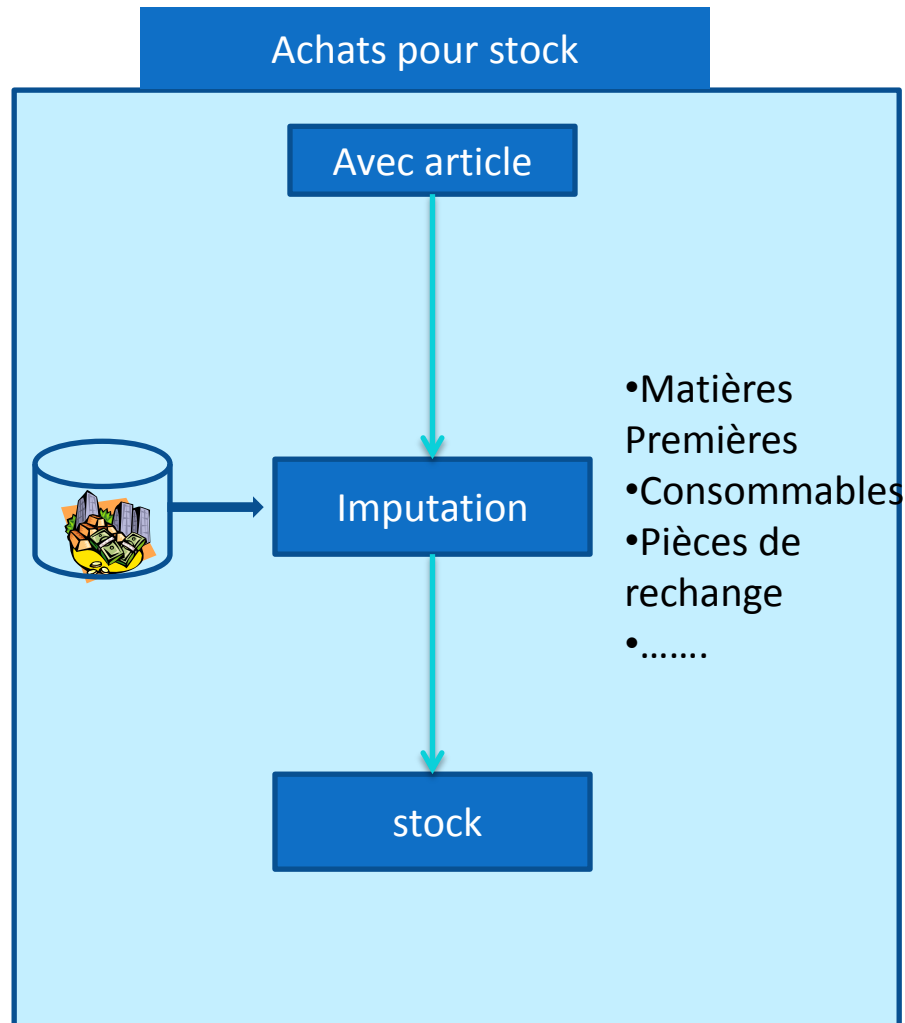 Achats pour stock
Avec article
•Matières
Premières
•Consommables
•Pièces de
rechange
•…….
Imputation
stock